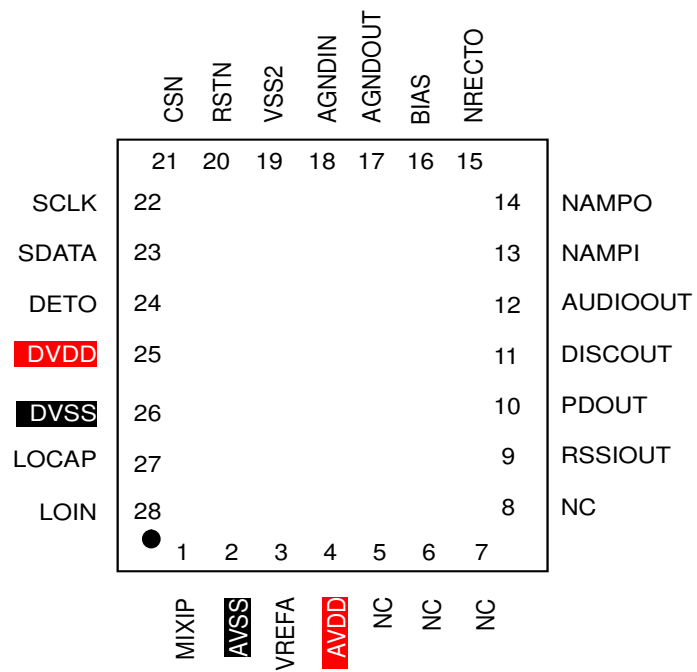 CSN RSTN VSS2 AGNDIN AGNDOUT BIAS NRECTO
21 20 19 18 17 16 15
SCLK 22 14 NAMPO
SDATA 23 13 NAMPI
DETO 24 12 AUDIOOUT
DVDD 25 11 DISCOUT
DVSS 26 10 PDOUT
LOCAP 27 9 RSSIOUT
LOIN 28 8 NC
1 2 3 4 5 6 7
MIXIP AVSS VREFA AVDD NC NC NC